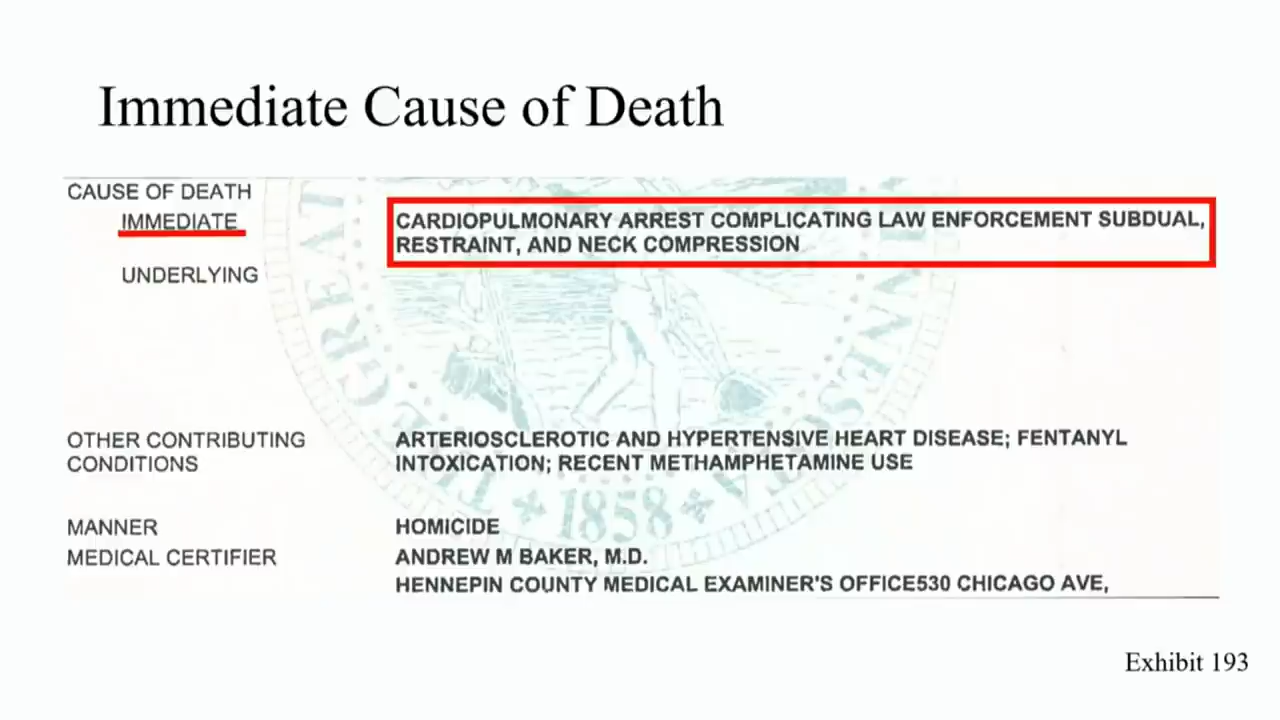 Immediate Cause of Death
CAUSE OF DEATH
IMMEDIATE
CARDIOPULMONARY ARREST COMPLICATING LAW ENFORCEMENT SUBDUAL,
RESTRAINT, AND NECK COMPRESSION
UNDERLYING
OTHER CONTRIBUTING
CONDITIONS
ARTERIOSCLEROTIC AND HYPERTENSIVE HEART DISEASE; FENTANYL
INTOXICATION; RECENT METHAMPHETAMINE USE
MANNER
HOMICIDE
MEDICAL CERTIFIER
ANDREW M BAKER, M.D.
HENNEPIN COUNTY MEDICAL EXAMINER'S OFFICE530 CHICAGO AVE,
1858
Exhibit 193